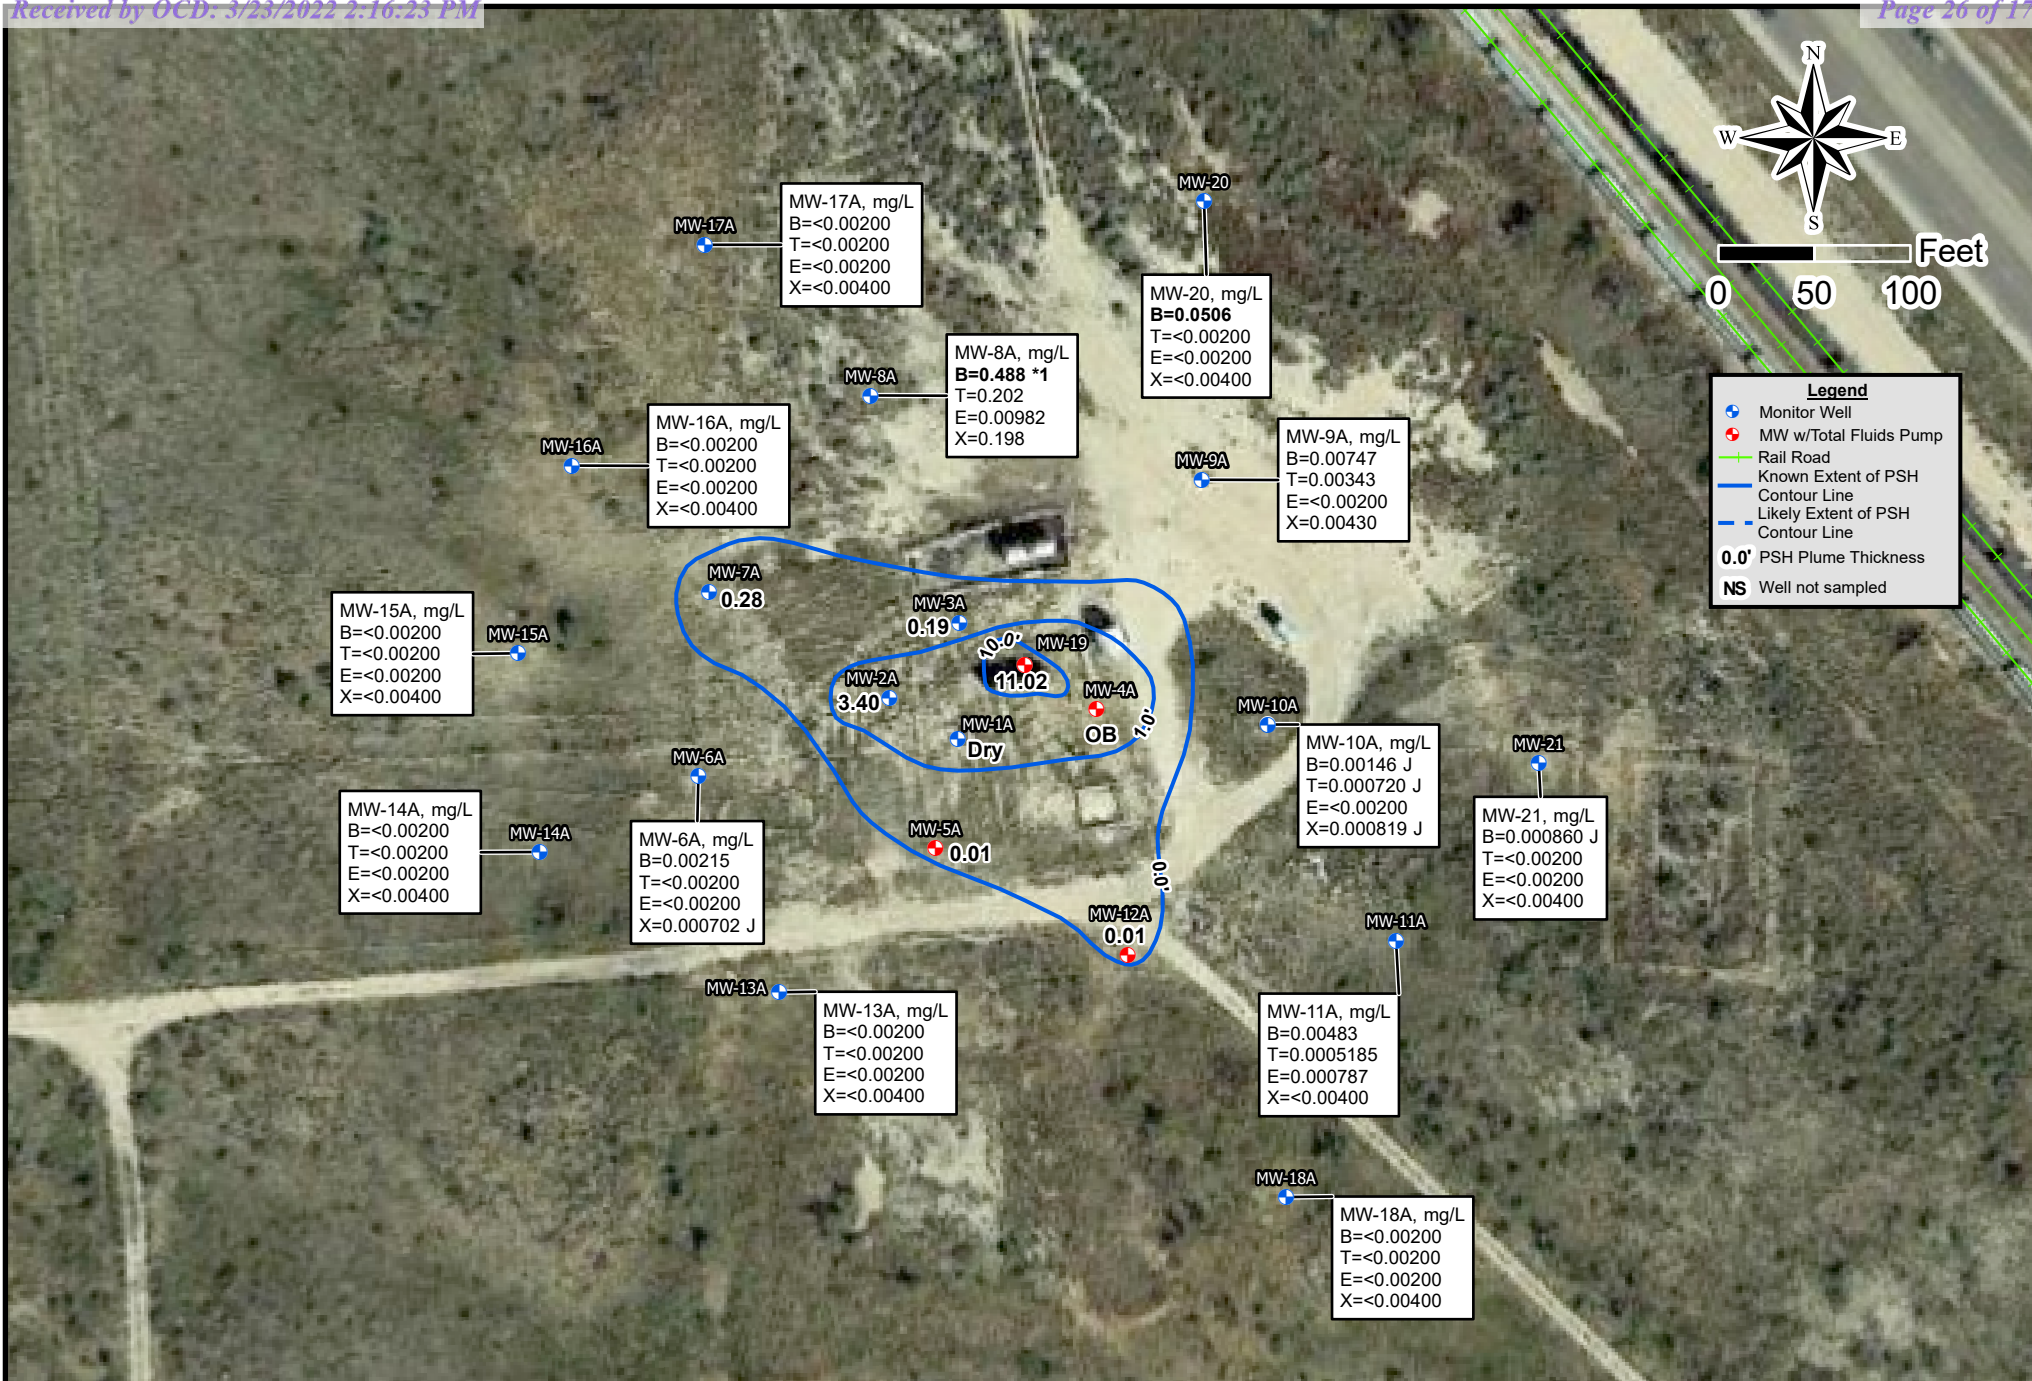 Received by OCD: 3/23/2022 2:16:23 PM
Page 26 of 17
N
W
E
S
Feet
0
50
100
Legend
Monitor Well
MW w/Total Fluids Pump
Rail Road
Known Extent of PSH
Contour Line
Likely Extent of PSH
Contour Line
0.0' PSH Plume Thickness
NS Well not sampled
MW-17A
MW-17A, mg/L
B=<0.00200
T=<0.00200
E=<0.00200
X=<0.00400
MW-20
MW-20, mg/L
B=0.0506
T=<0.00200
E=<0.00200
X=<0.00400
MW-8A
MW-8A, mg/L
B=0.488 *1
T=0.202
E=0.00982
X=0.198
MW-16A
MW-16A, mg/L
B=<0.00200
T=<0.00200
E=<0.00200
X=<0.00400
MW-9A
MW-9A, mg/L
B=0.00747
T=0.00343
E=<0.00200
X=0.00430
MW-7A
0.28
MW-3A
0.19
10.0'
MW-19
11.02
MW-2A
3.40
MW-4A
OB
1.0'
MW-1A
Dry
MW-15A, mg/L
B=<0.00200
T=<0.00200
E=<0.00200
X=<0.00400
MW-15A
MW-10A
MW-10A, mg/L
B=0.00146 J
T=0.000720 J
E=<0.00200
X=0.000819 J
MW-21
MW-21, mg/L
B=0.000860 J
T=<0.00200
E=<0.00200
X=<0.00400
MW-6A
MW-6A, mg/L
B=0.00215
T=<0.00200
E=<0.00200
X=0.000702 J
MW-14A, mg/L
B=<0.00200
T=<0.00200
E=<0.00200
X=<0.00400
MW-14A
MW-5A
0.01
0.0'
MW-12A
0.01
MW-11A
MW-11A, mg/L
B=0.00483
T=0.0005185
E=0.000787
X=<0.00400
MW-13A
MW-13A, mg/L
B=<0.00200
T=<0.00200
E=<0.00200
X=<0.00400
MW-18A
MW-18A, mg/L
B=<0.00200
T=<0.00200
E=<0.00200
X=<0.00400